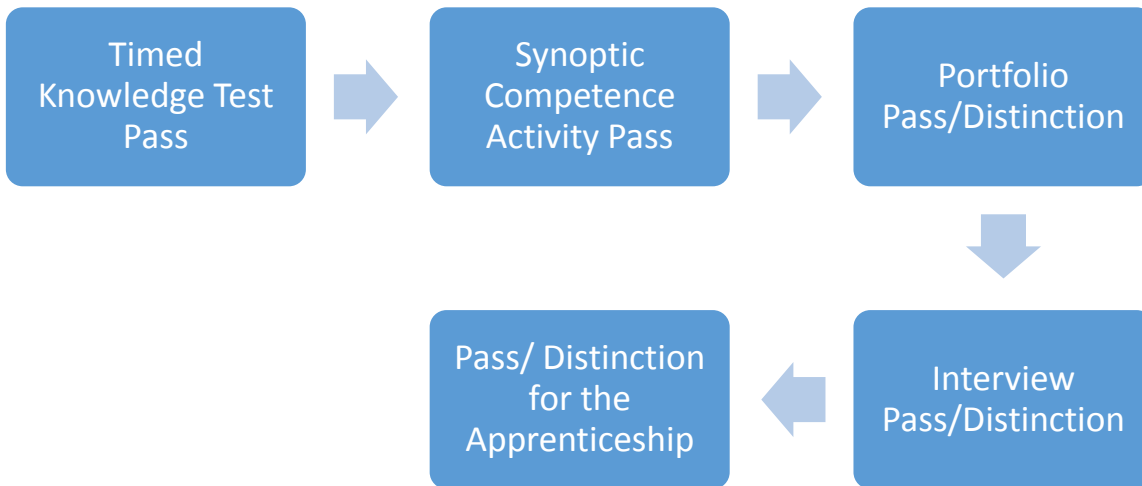 Timed
Knowledge Test
Pass
Synoptic
Competence
Activity Pass
Portfolio
Pass/Distinction
Interview
Pass/Distinction
Pass/ Distinction
for the
Apprenticeship